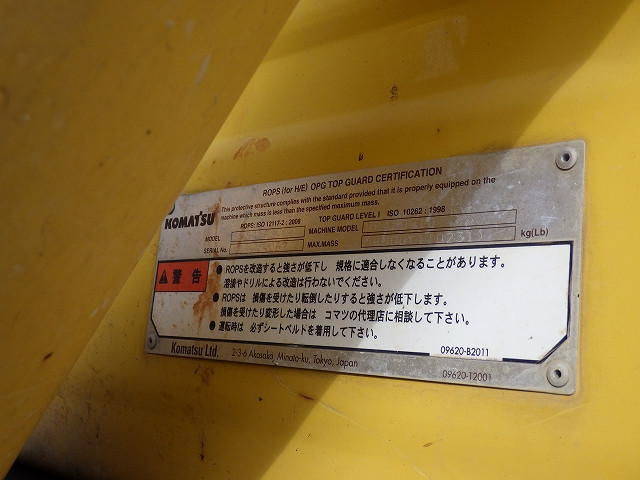 ROPS (for H/E) OPG TOP GUARD CERTIFICATION
This protective structure complies with the standard provided that it is properly equipped on the
machine which mass is less than the specified maximum mass.
KOMATSU
ROPS: ISO 12117-2 : 2008 TOP GUARD LEVEL I ISO 10262 : 1998
MODEL MACHINE MODEL
SERIAL No. MAX.MASS kg(Lb)
警告
● ROPSを改造すると強さが低下し 規格に適合しなくなることがあります。
溶接やドリルによる改造は行わないでください。
● ROPSは 損傷を受けたり転倒したりすると強さが低下します。
損傷を受けたり変形した場合は コマツの代理店に相談して下さい。
● 運転時は 必ずシートベルトを着用して下さい。
09620-B2011
Komatsu Ltd. 2-3-6 Akasaka, Minato-ku, Tokyo, Japan
09620-12001